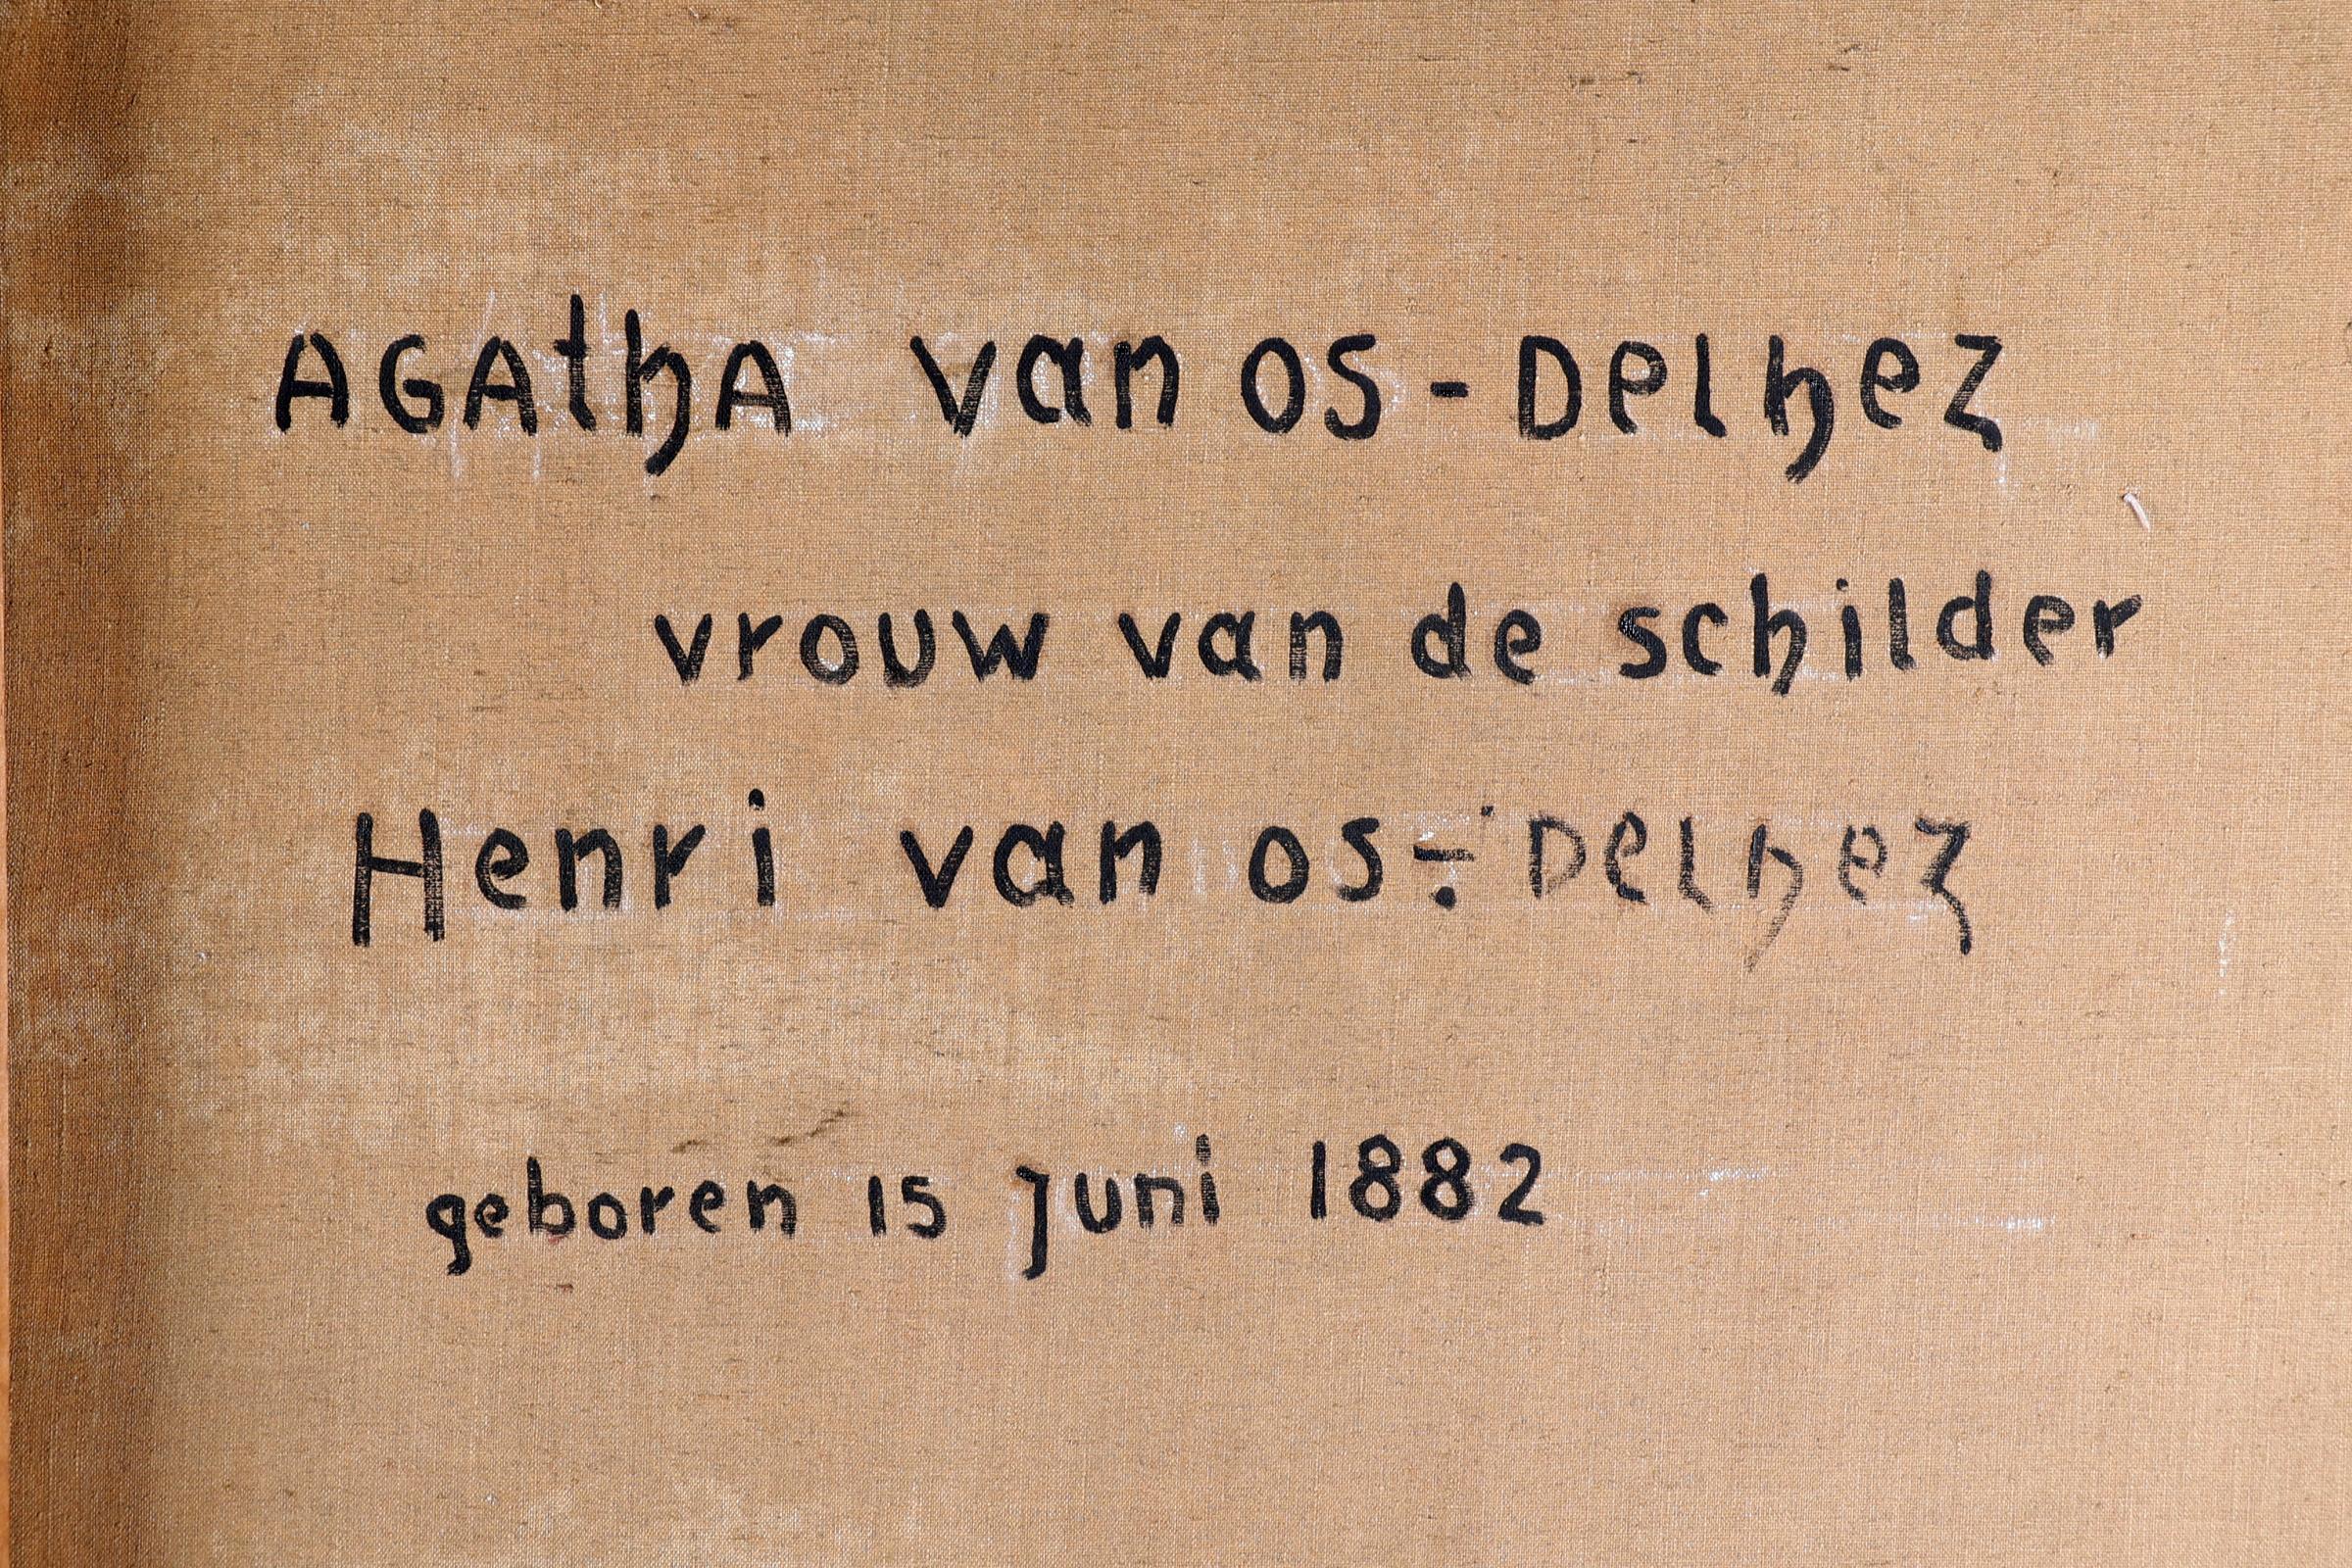 AGAthA van os - Delhez
vrouw van de schilder
Henri van os - Delhez
geboren 15 juni 1882